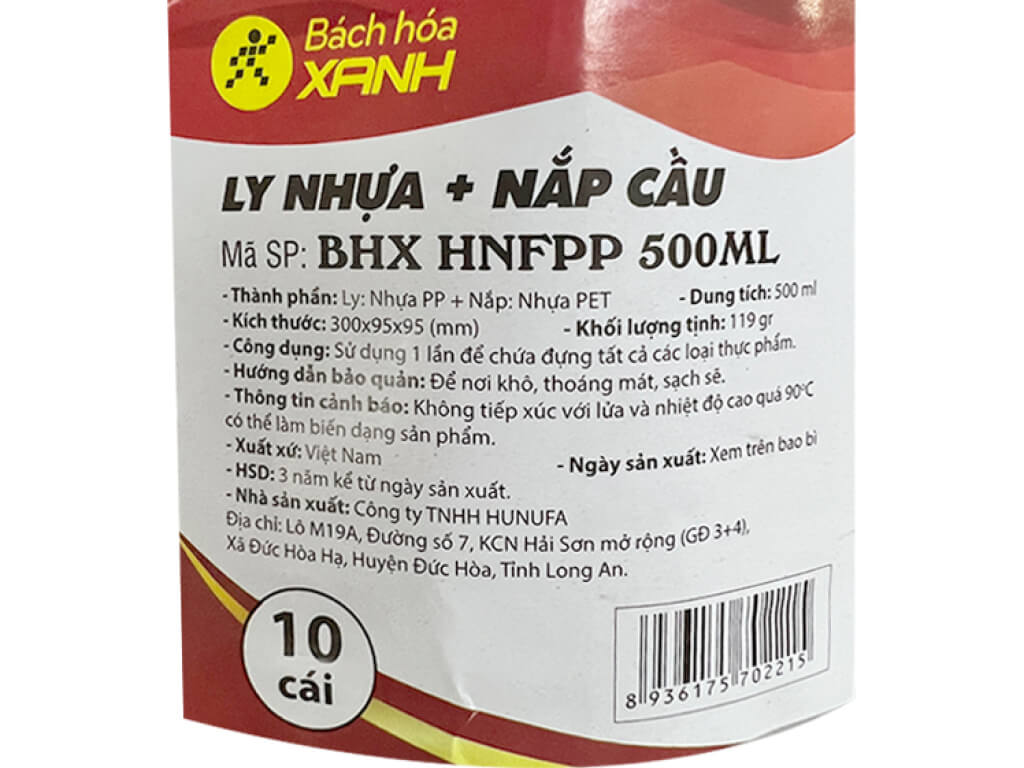 Bách hóa
XANH
LY NHỰA + NẮP CẦU
Mã SP: BHX HNFPP 500ML
- Thành phần: Ly: Nhựa PP + Nắp: Nhựa PET - Dung tích: 500 ml
- Kích thước: 300x95x95 (mm) - Khối lượng tịnh: 119 gr
- Công dụng: Sử dụng 1 lần để chứa đựng tất cả các loại thực phẩm.
- Hướng dẫn bảo quản: Để nơi khô, thoáng mát, sạch sẽ.
- Thông tin cảnh báo: Không tiếp xúc với lửa và nhiệt độ cao quá 90°C
có thể làm biến dạng sản phẩm.
- Xuất xứ: Việt Nam - Ngày sản xuất: Xem trên bao bì
- HSD: 3 năm kể từ ngày sản xuất.
- Nhà sản xuất: Công ty TNHH HUNUFA
Địa chỉ: Lô M19A, Đường số 7, KCN Hải Sơn mở rộng (GĐ 3+4),
Xã Đức Hòa Hạ, Huyện Đức Hòa, Tỉnh Long An.
10
cái
8 936175 702215